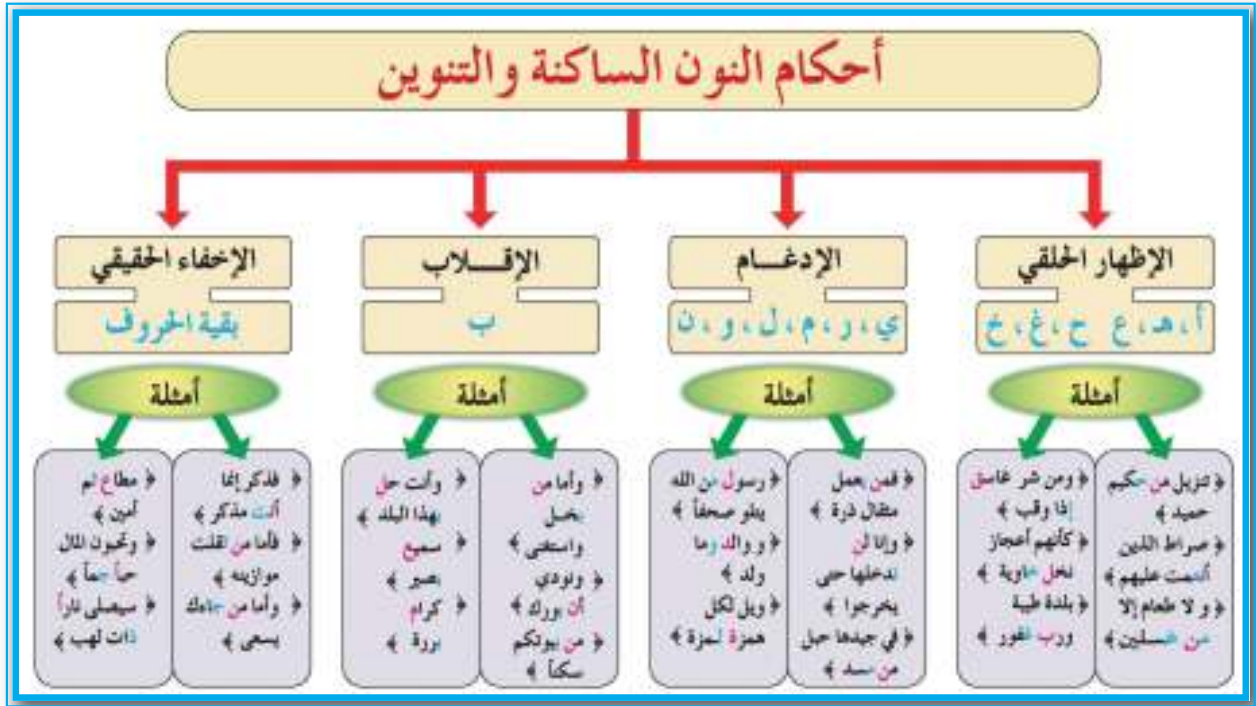 أحكام النون الساكنة والتنوين
الإظهار الحلقي
أ، هـ، ع ح، غ، خ
أمثلة
﴿ تنزيل من حكيم
حميد ﴾
﴿ صراط الذين
أنعمت عليهم ﴾
﴿ و لا طعام إلا
من غسلين ﴾
﴿ ومن شر غاسق
إذا وقب ﴾
﴿ كأنهم أعجاز
نخل خاوية ﴾
﴿ بلدة طيبة
ورب غفور ﴾
الإدغـــام
ي، ر، م، ل، و، ن
أمثلة
﴿ فمن يعمل
مثقال ذرة ﴾
﴿ وإنا لن
ندخلها حتى
يخرجوا ﴾
﴿ في جيدها حبل
من مسد ﴾
﴿ رسول من الله
يتلو صحفاً ﴾
﴿ ووالد وما
ولد ﴾
﴿ ويل لكل
همزة لمزة ﴾
الإقـــلاب
ب
أمثلة
﴿ وأما من
بخل
واستغنى ﴾
﴿ ونودي
أن بورك ﴾
﴿ من بيوتكم
سكناً ﴾
﴿ وأنت حل
بهذا البلد ﴾
﴿ سميع
بصير ﴾
﴿ كرام
بررة ﴾
الإخفاء الحقيقي
بقية الحروف
أمثلة
﴿ فذكر إنما
أنت مذكر ﴾
﴿ فأما من ثقلت
موازينه ﴾
﴿ وأما من جاءك
يسعى ﴾
﴿ مطاع ثم
أمين ﴾
﴿ وتحبون المال
حباً جماً ﴾
﴿ سيصلى ناراً
ذات لهب ﴾